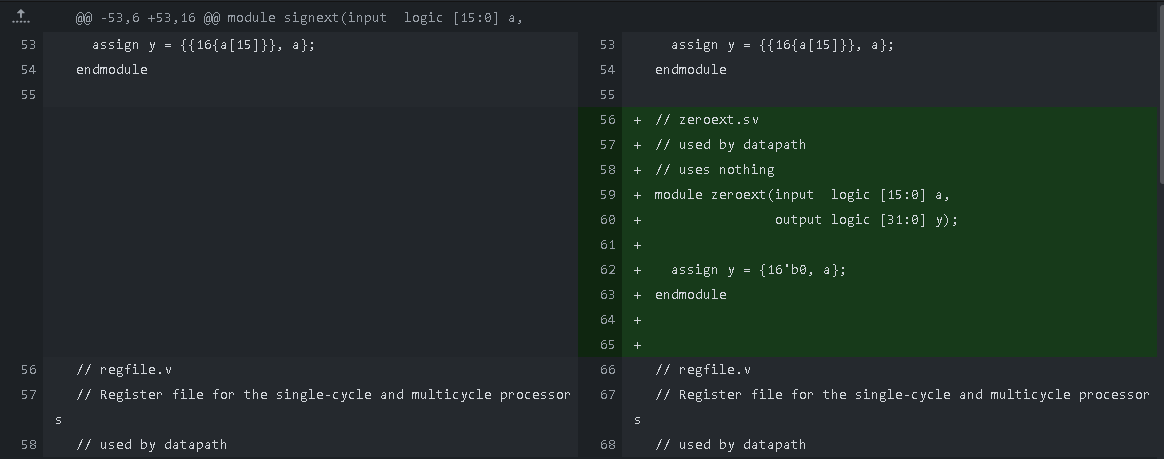 @@ -53,6 +53,16 @@ module signext(input  logic [15:0] a,
53     assign y = {{16{a[15]}}, a};
54   endmodule
55
56   // regfile.v
57   // Register file for the single-cycle and multicycle processor
s
58   // used by datapath
53     assign y = {{16{a[15]}}, a};
54   endmodule
55
56 + // zeroext.sv
57 + // used by datapath
58 + // uses nothing
59 + module zeroext(input  logic [15:0] a,
60 +                output logic [31:0] y);
61 +
62 +   assign y = {16'b0, a};
63 + endmodule
64 +
65 +
66   // regfile.v
67   // Register file for the single-cycle and multicycle processor
s
68   // used by datapath